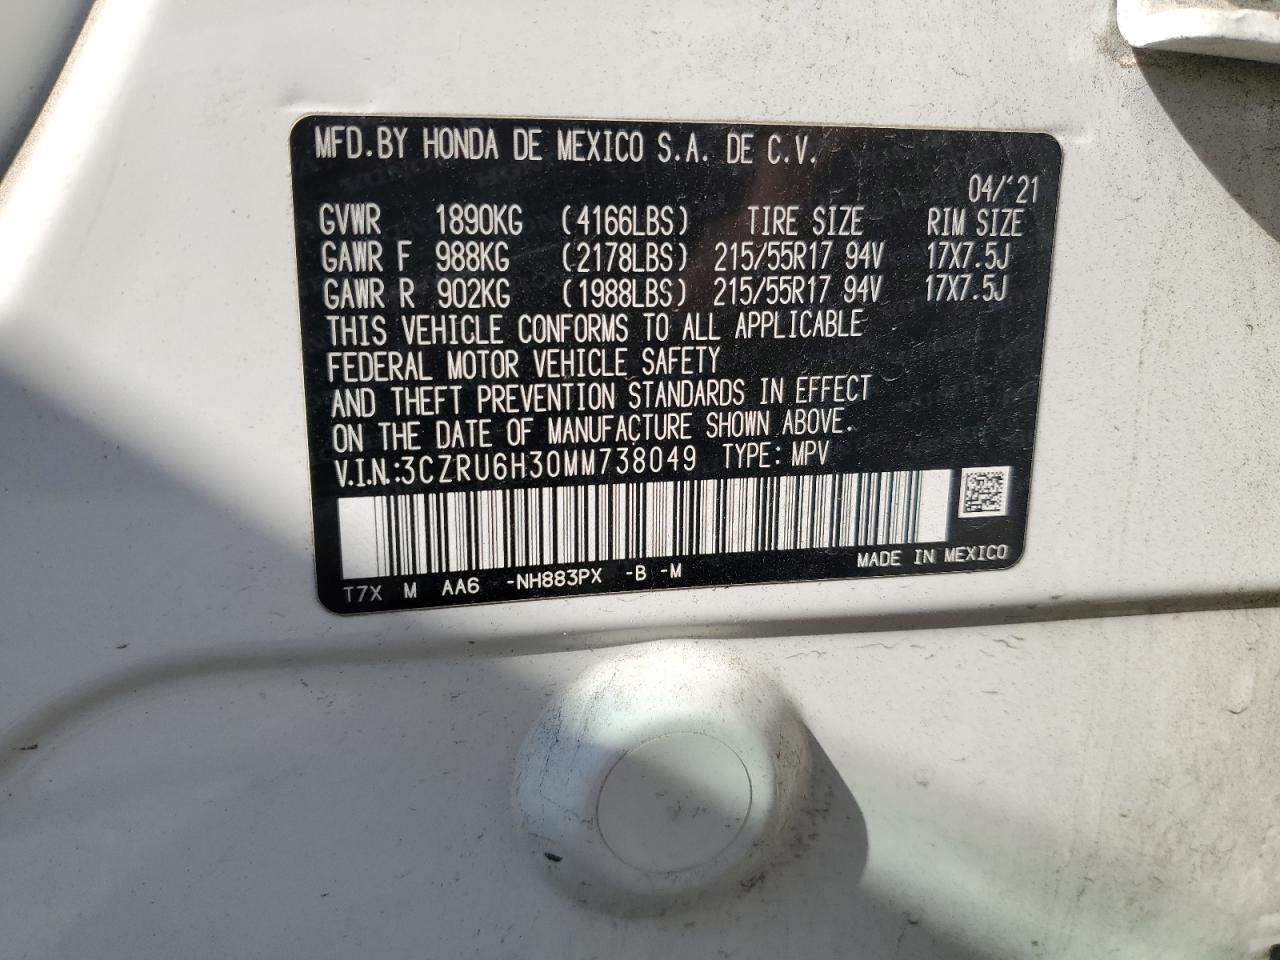 MFD.BY HONDA DE MEXICO S.A. DE C.V.
04/'21
GVWR 1890KG (4166LBS) TIRE SIZE RIM SIZE
GAWR F 988KG (2178LBS) 215/55R17 94V 17X7.5J
GAWR R 902KG (1988LBS) 215/55R17 94V 17X7.5J
THIS VEHICLE CONFORMS TO ALL APPLICABLE
FEDERAL MOTOR VEHICLE SAFETY
AND THEFT PREVENTION STANDARDS IN EFFECT
ON THE DATE OF MANUFACTURE SHOWN ABOVE.
V.I.N.:3CZRU6H30MM738049 TYPE: MPV
MADE IN MEXICO
T7X M AA6 -NH883PX -B -M